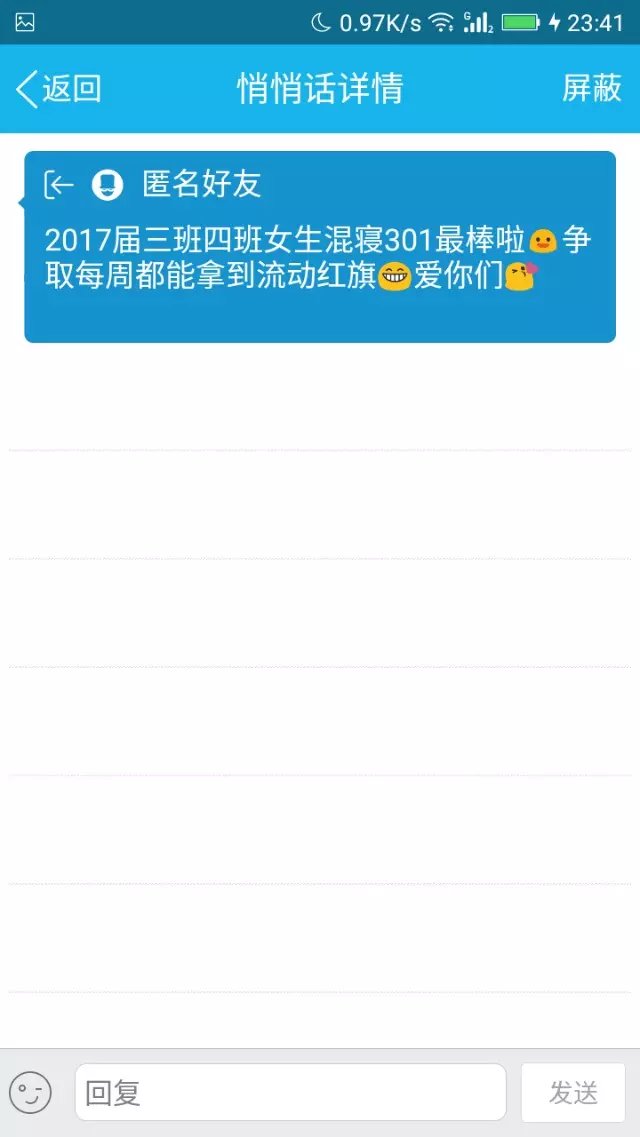 0.97K/s G 2 23:41
返回 悄悄话详情 屏蔽
匿名好友
2017届三班四班女生混寝301最棒啦😮争
取每周都能拿到流动红旗😁爱你们😘
回复 发送